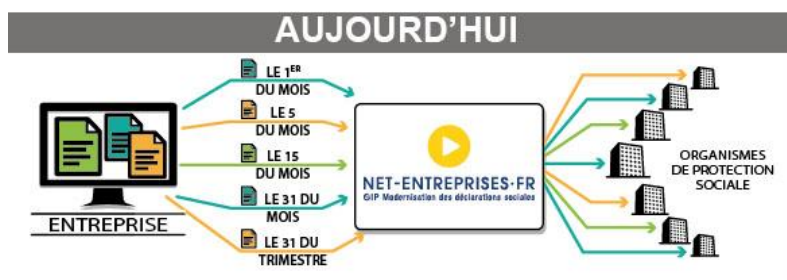 AUJOURD'HUI
LE 1ER
DU MOIS
LE 5
DU MOIS
LE 15
DU MOIS
LE 31 DU
MOIS
LE 31 DU
TRIMESTRE
ENTREPRISE
NET-ENTREPRISES·FR
GIP Modernisation des déclarations sociales
ORGANISMES
DE PROTECTION
SOCIALE